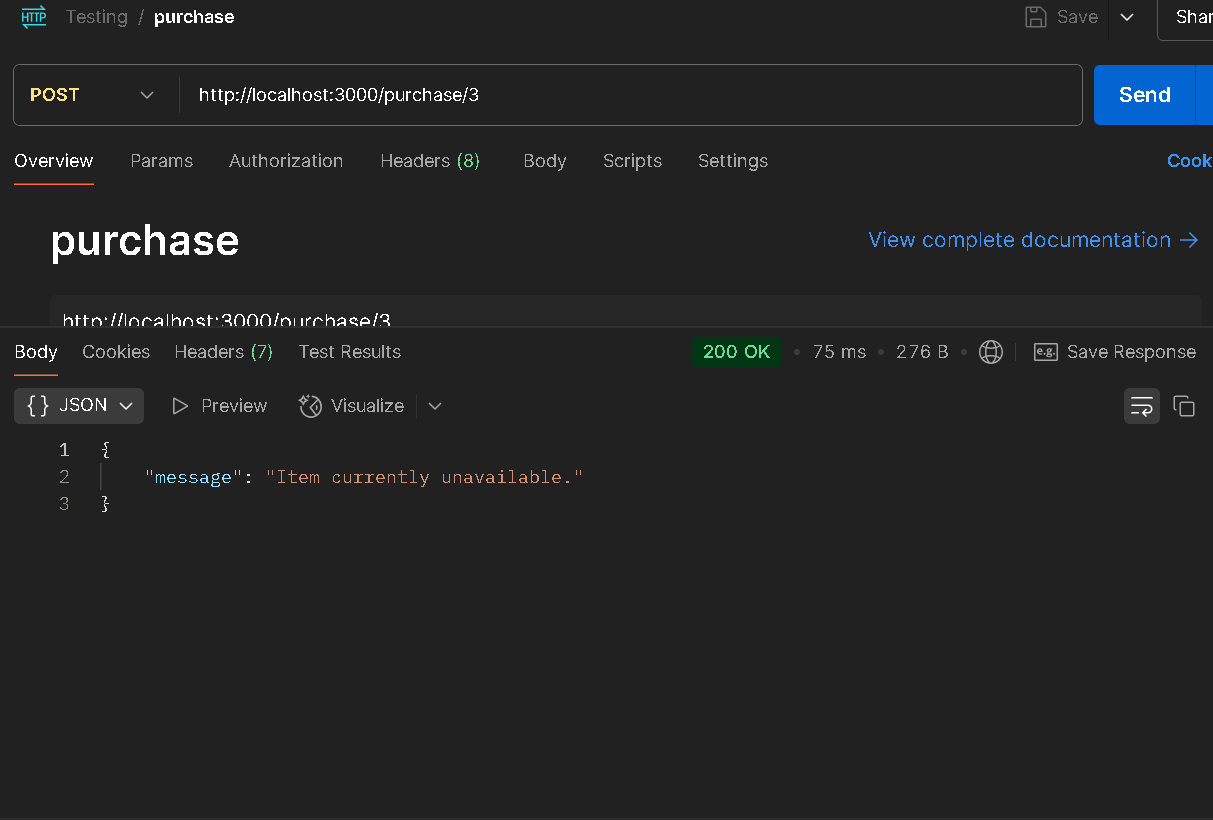 HTTP Testing / purchase Save Shar
POST http://localhost:3000/purchase/3 Send
Overview Params Authorization Headers (8) Body Scripts Settings Cook
purchase View complete documentation →
http://localhost:3000/purchase/3
Body Cookies Headers (7) Test Results 200 OK • 75 ms • 276 B • e.g. Save Response
{} JSON Preview Visualize
1 {
2 "message": "Item currently unavailable."
3 }